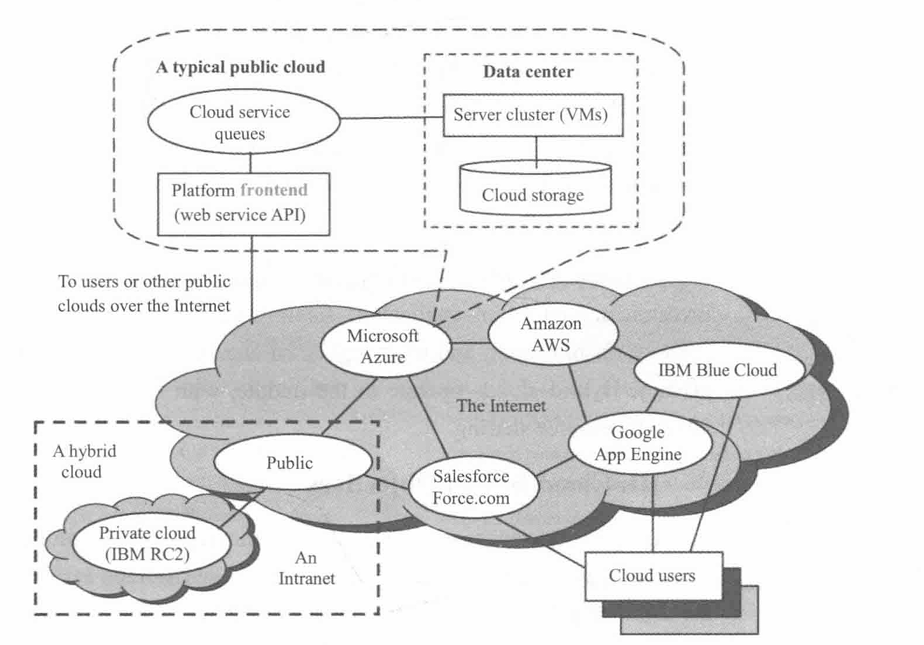 A typical public cloud
Data center
Cloud service
queues
Server cluster (VMs)
Platform frontend
(web service API)
Cloud storage
To users or other public
clouds over the Internet
Microsoft
Azure
Amazon
AWS
IBM Blue Cloud
The Internet
Google
App Engine
A hybrid
cloud
Public
Salesforce
Force.com
Private cloud
(IBM RC2)
An
Intranet
Cloud users